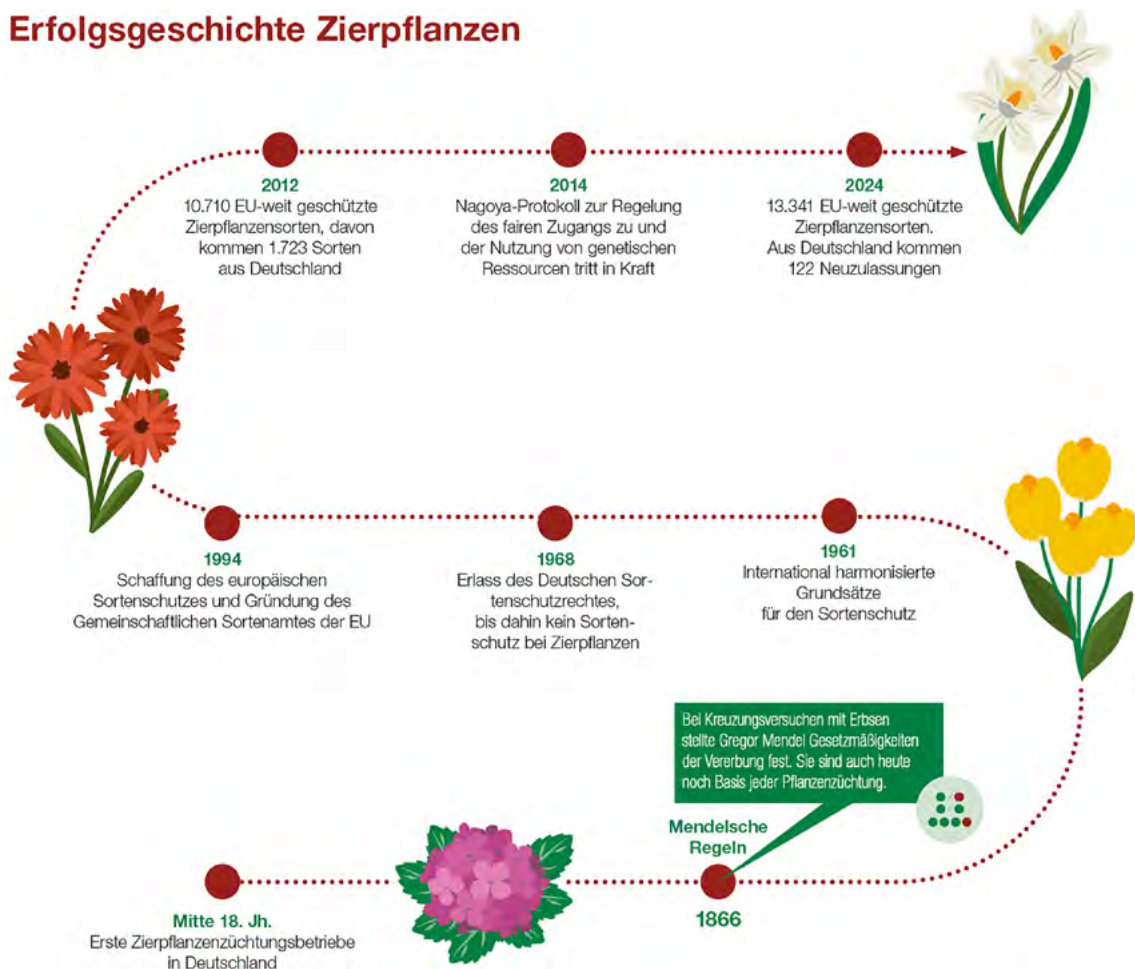 Erfolgsgeschichte Zierpflanzen
2012
10.710 EU-weit geschützte
Zierpflanzensorten, davon
kommen 1.723 Sorten
aus Deutschland
2014
Nagoya-Protokoll zur Regelung
des fairen Zugangs zu und
der Nutzung von genetischen
Ressourcen tritt in Kraft
2024
13.341 EU-weit geschützte
Zierpflanzensorten.
Aus Deutschland kommen
122 Neuzulassungen
1994
Schaffung des europäischen
Sortenschutzes und Gründung des
Gemeinschaftlichen Sortenamtes der EU
1968
Erlass des Deutschen Sor-
tenschutzrechtes,
bis dahin kein Sorten-
schutz bei Zierpflanzen
1961
International harmonisierte
Grundsätze
für den Sortenschutz
Bei Kreuzungsversuchen mit Erbsen
stellte Gregor Mendel Gesetzmäßigkeiten
der Vererbung fest. Sie sind auch heute
noch Basis jeder Pflanzenzüchtung.
Mendelsche
Regeln
1866
Mitte 18. Jh.
Erste Zierpflanzenzüchtungsbetriebe
in Deutschland